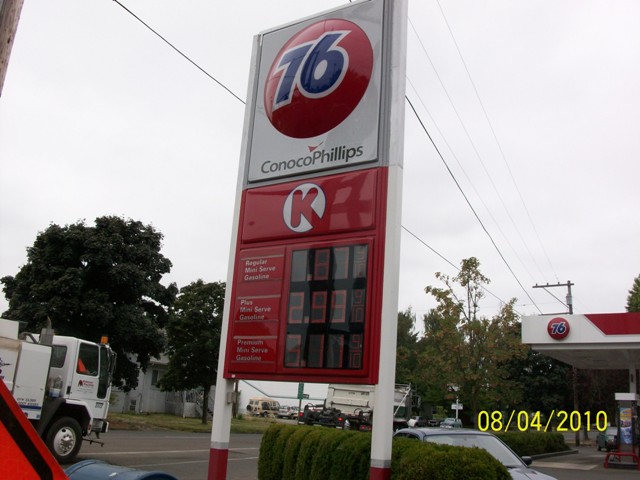 76
ConocoPhillips
K
Regular
Mini Serve
Gasoline
Plus
Mini Serve
Gasoline
Premium
Mini Serve
Gasoline
76
08/04/2010